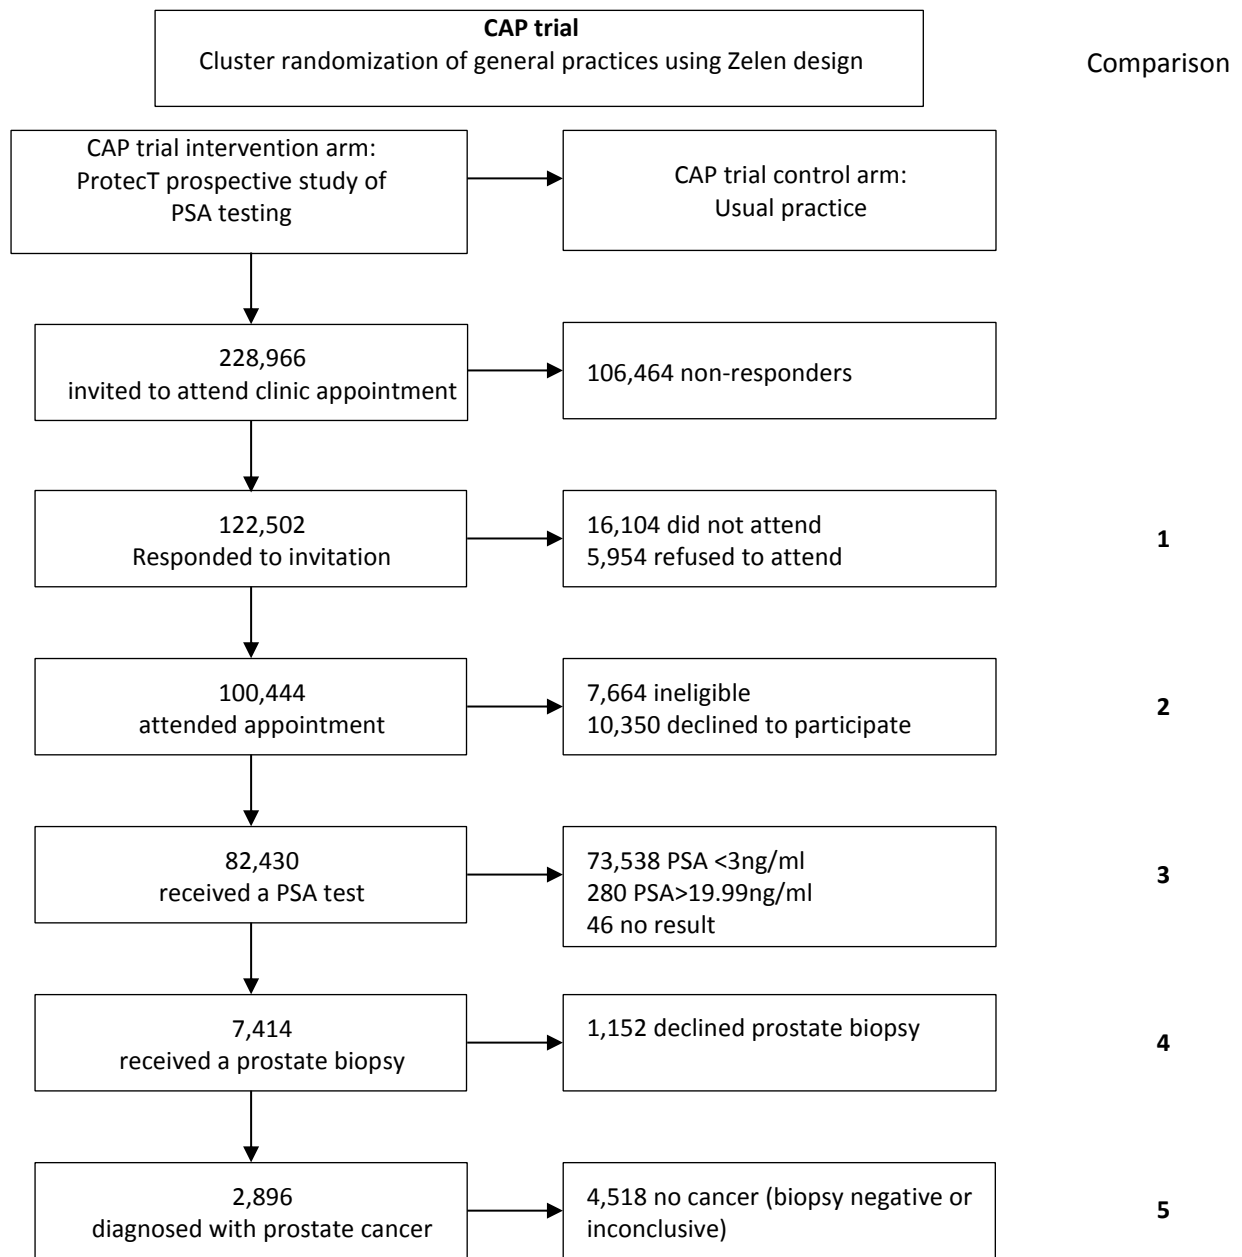 CAP trial
Cluster randomization of general practices using Zelen design
Comparison
CAP trial intervention arm:
ProtecT prospective study of
PSA testing
CAP trial control arm:
Usual practice
228,966
invited to attend clinic appointment
106,464 non-responders
122,502
Responded to invitation
16,104 did not attend
5,954 refused to attend
1
100,444
attended appointment
7,664 ineligible
10,350 declined to participate
2
82,430
received a PSA test
73,538 PSA <3ng/ml
280 PSA>19.99ng/ml
46 no result
3
7,414
received a prostate biopsy
1,152 declined prostate biopsy
4
2,896
diagnosed with prostate cancer
4,518 no cancer (biopsy negative or
inconclusive)
5